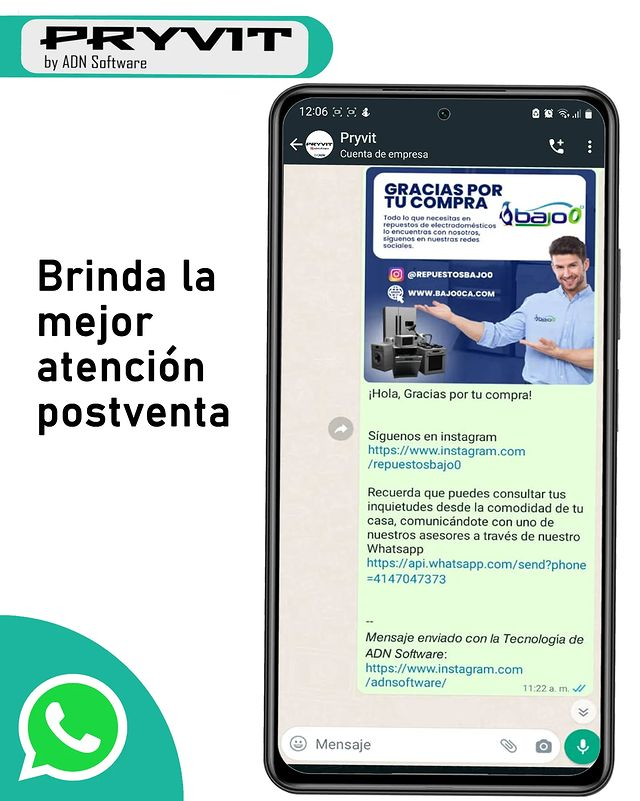 PRYVIT
by ADN Software
Brinda la
mejor
atención
postventa
12:06
Pryvit
Cuenta de empresa
GRACIAS POR
TU COMPRA
bajo0°
Todo lo que necesitas en
repuestos de electrodomésticos
lo encuentras con nosotros,
síguenos en nuestras redes
sociales.
@REPUESTOSBAJO0
WWW.BAJO0CA.COM
bajo0
¡Hola, Gracias por tu compra!
Síguenos en instagram
https://www.instagram.com
/repuestosbajo0
Recuerda que puedes consultar tus
inquietudes desde la comodidad de tu
casa, comunicándote con uno de
nuestros asesores a través de nuestro
Whatsapp
https://api.whatsapp.com/send?phone
=4147047373
--
Mensaje enviado con la Tecnología de
ADN Software:
https://www.instagram.com
/adnsoftware/
11:22 a. m.
Mensaje